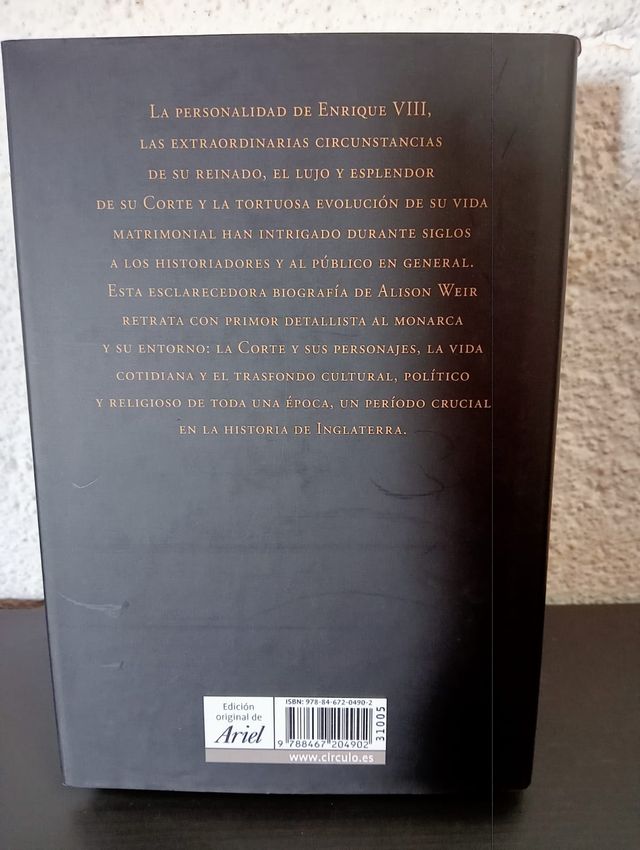 La personalidad de Enrique VIII,
las extraordinarias circunstancias
de su reinado, el lujo y esplendor
de su Corte y la tortuosa evolución de su vida
matrimonial han intrigado durante siglos
a los historiadores y al público en general.
Esta esclarecedora biografía de Alison Weir
retrata con primor detallista al monarca
y su entorno: la Corte y sus personajes, la vida
cotidiana y el trasfondo cultural, político
y religioso de toda una época, un período crucial
en la historia de Inglaterra.
Edición
original de
Ariel
ISBN: 978-84-672-0490-2
31005
9 788467 204902
www.circulo.es